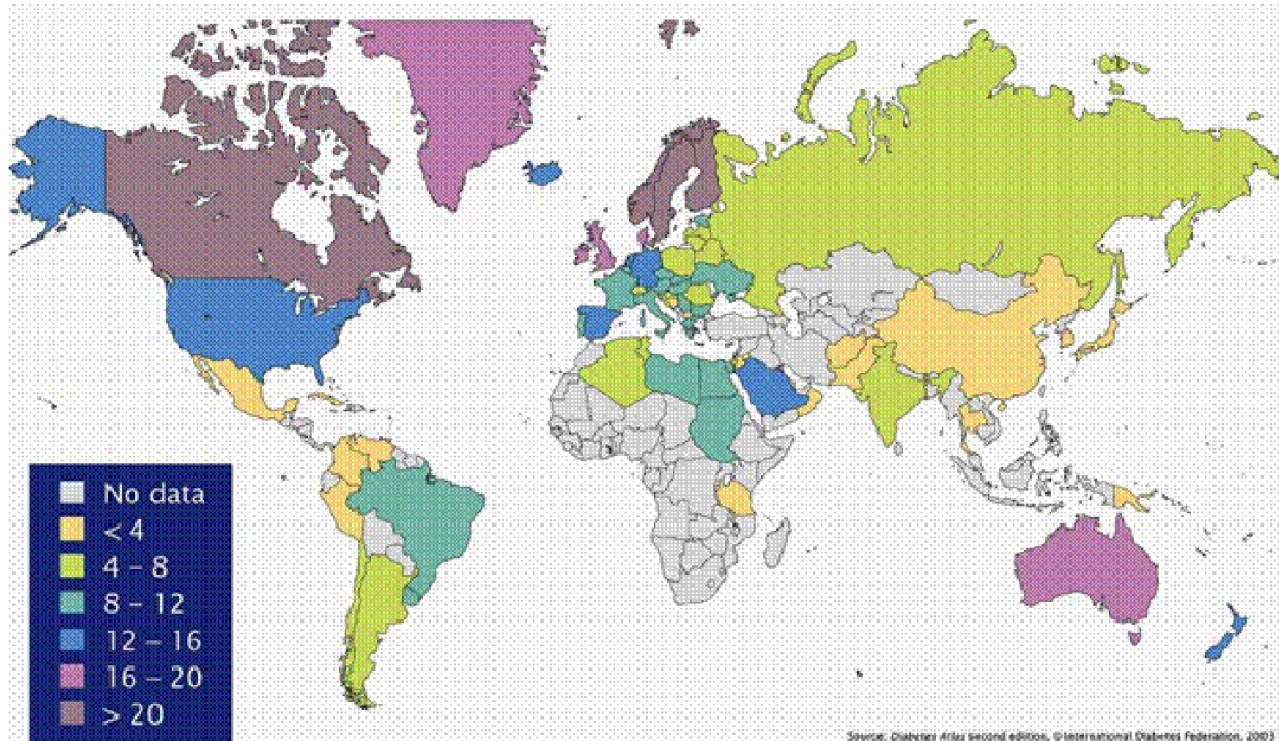 No data
< 4
4 – 8
8 – 12
12 – 16
16 – 20
> 20
Source: Diabetes Atlas second edition, ©International Diabetes Federation, 2003